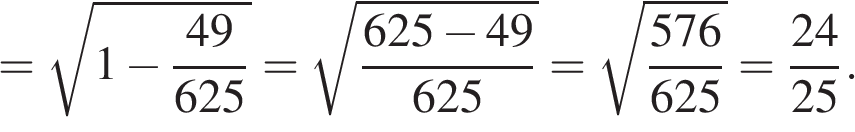 = √(1 − 49/625) = √((625 − 49)/625) = √(576/625) = 24/25.